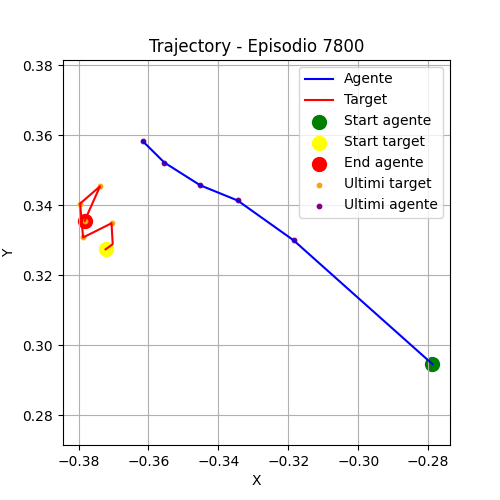 Trajectory - Episodio 7800
Agente
Target
Start agente
Start target
End agente
Ultimi target
Ultimi agente
Y
0.38
0.36
0.34
0.32
0.30
0.28
−0.38 −0.36 −0.34 −0.32 −0.30 −0.28
X